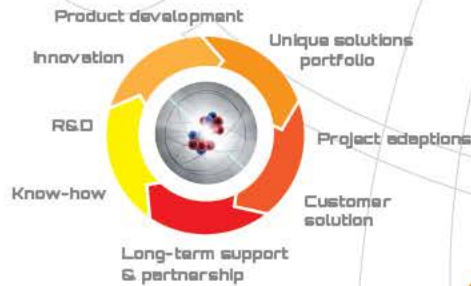 Product development
Unique solutions
portfolio
Project adaptions
Customer
solution
Long-term support
& partnership
Know-how
R&D
Innovation